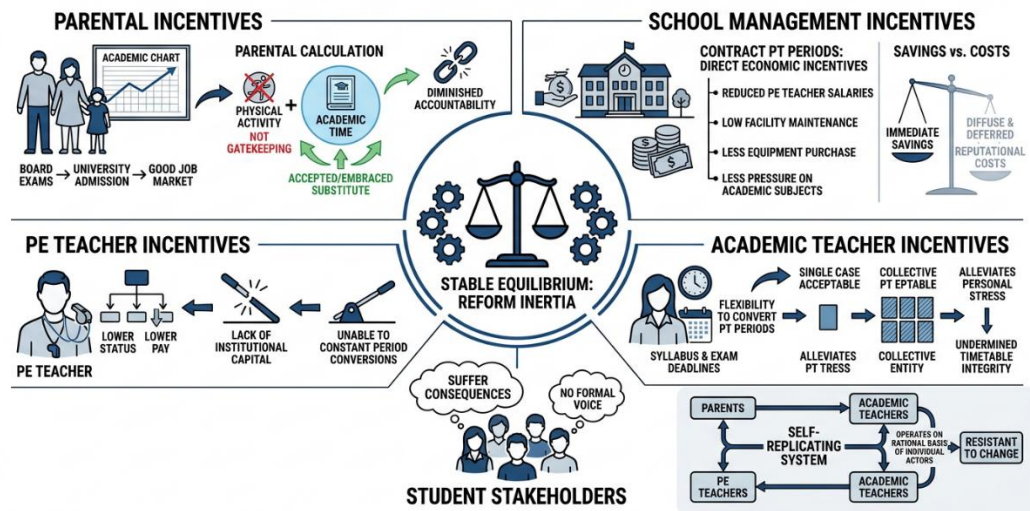 PARENTAL INCENTIVES
ACADEMIC CHART
BOARD
EXAMS
UNIVERSITY
ADMISSION
GOOD JOB
MARKET
PARENTAL CALCULATION
PHYSICAL
ACTIVITY
NOT
GATEKEEPING
+
ACADEMIC
TIME
ACCEPTED/EMBRACED
SUBSTITUTE
DIMINISHED
ACCOUNTABILITY
SCHOOL MANAGEMENT INCENTIVES
CONTRACT PT PERIODS:
DIRECT ECONOMIC INCENTIVES
REDUCED PE TEACHER SALARIES
LOW FACILITY MAINTENANCE
LESS EQUIPMENT PURCHASE
LESS PRESSURE ON
ACADEMIC SUBJECTS
SAVINGS vs. COSTS
IMMEDIATE
SAVINGS
DIFFUSE &
DEFERRED
REPUTATIONAL
COSTS
STABLE EQUILIBRIUM:
REFORM INERTIA
PE TEACHER INCENTIVES
PE TEACHER
LOWER
STATUS
LOWER
PAY
LACK OF
INSTITUTIONAL
CAPITAL
UNABLE TO
CONSTANT PERIOD
CONVERSIONS
ACADEMIC TEACHER INCENTIVES
SYLLABUS & EXAM
DEADLINES
FLEXIBILITY
TO CONVERT
PT PERIODS
SINGLE CASE
ACCEPTABLE
ALLEVIATES
PT TRESS
COLLECTIVE
PT EPTABLE
COLLECTIVE
ENTITY
ALLEVIATES
PERSONAL
STRESS
UNDERMINED
TIMETABLE
INTEGRITY
SUFFER
CONSEQUENCES
NO FORMAL
VOICE
STUDENT STAKEHOLDERS
PARENTS
ACADEMIC
TEACHERS
SELF-
REPLICATING
SYSTEM
OPERATES ON
RATIONAL BASIS
OF INDIVIDUAL
ACTORS
RESISTANT
TO CHANGE
PE
TEACHERS
ACADEMIC
TEACHERS